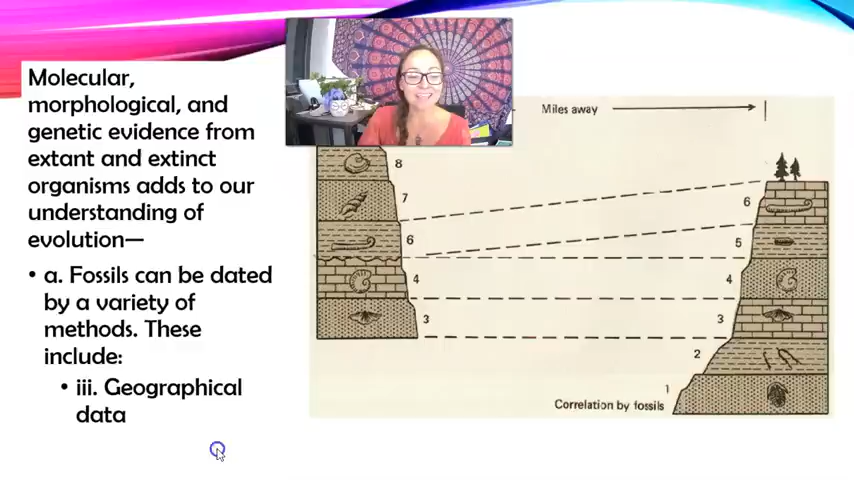 Molecular,
morphological, and
genetic evidence from
extant and extinct
organisms adds to our
understanding of
evolution—
• a. Fossils can be dated
by a variety of
methods. These
include:
• iii. Geographical
data
Miles away
8
7
6
4
3
6
5
4
3
2
1
Correlation by fossils